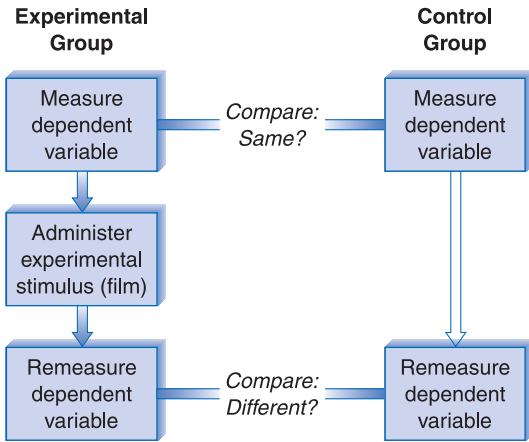 Experimental
Group
Control
Group
Measure
dependent
variable
Compare:
Same?
Measure
dependent
variable
Administer
experimental
stimulus (film)
Remeasure
dependent
variable
Compare:
Different?
Remeasure
dependent
variable